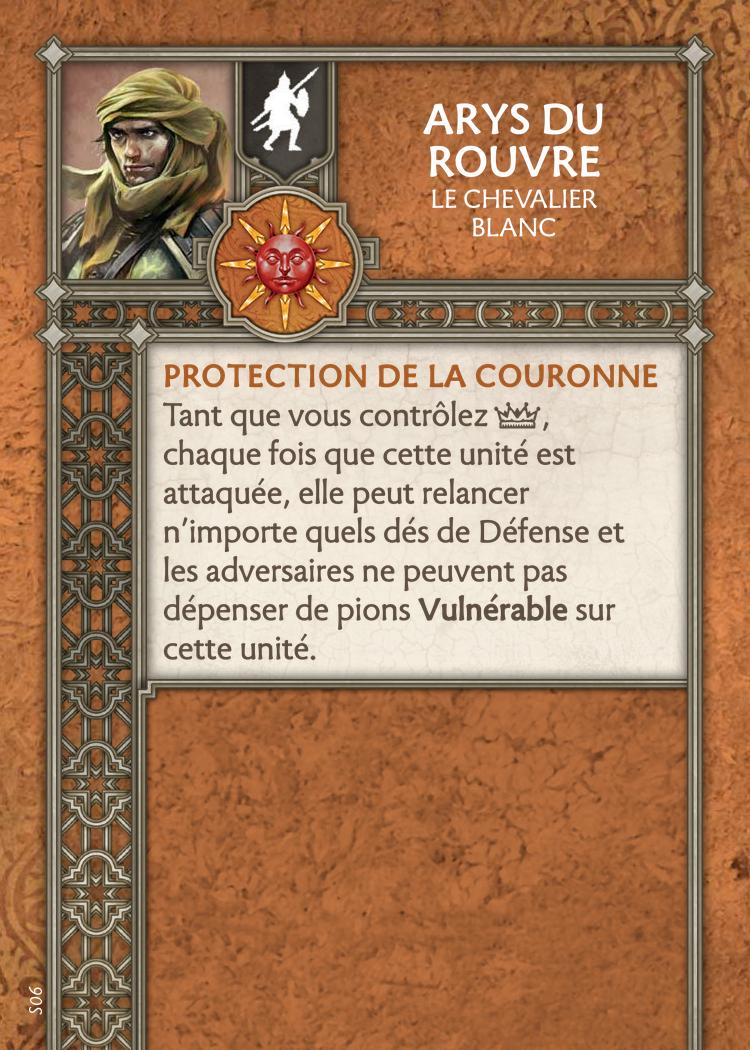 ARYS DU
ROUVRE
LE CHEVALIER
BLANC
PROTECTION DE LA COURONNE
Tant que vous contrôlez ,
chaque fois que cette unité est
attaquée, elle peut relancer
n’importe quels dés de Défense et
les adversaires ne peuvent pas
dépenser de pions Vulnérable sur
cette unité.
S06